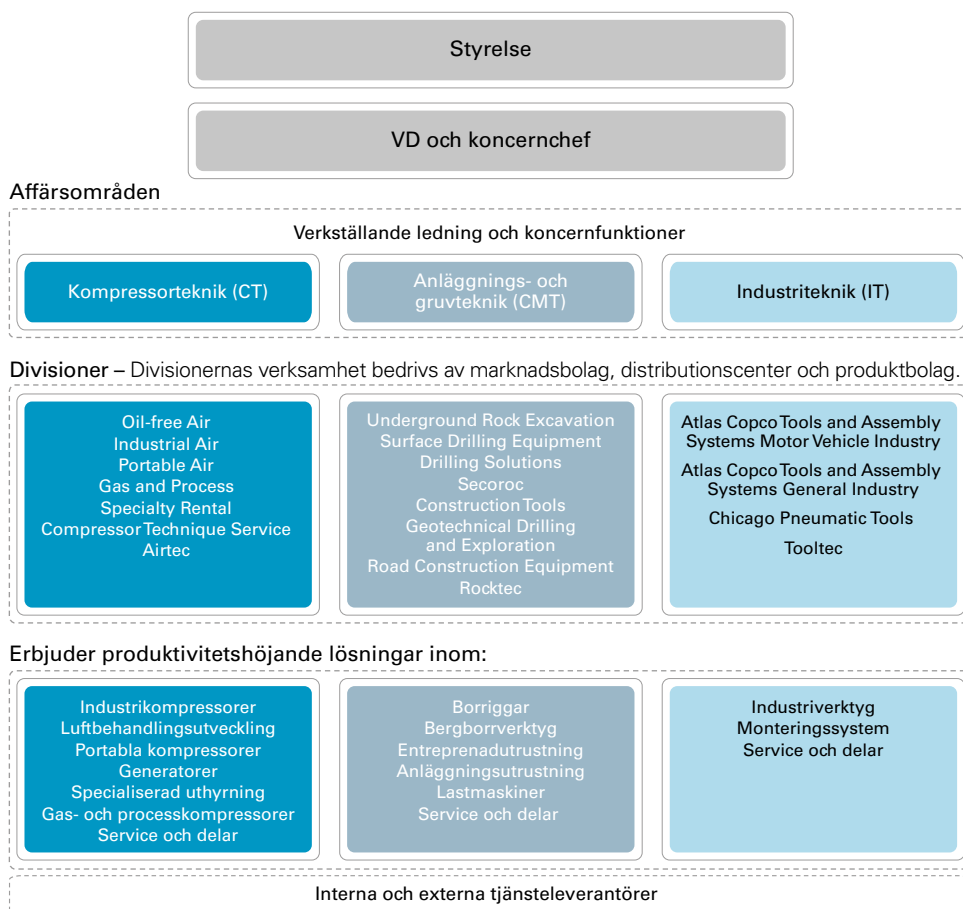 Styrelse
VD och koncernchef
Affärsområden
Verkställande ledning och koncernfunktioner
Kompressorteknik (CT)
Anläggnings- och
gruvteknik (CMT)
Industriteknik (IT)
Divisioner – Divisionernas verksamhet bedrivs av marknadsbolag, distributionscenter och produktbolag.
Oil-free Air
Industrial Air
Portable Air
Gas and Process
Specialty Rental
Compressor Technique Service
Airtec
Underground Rock Excavation
Surface Drilling Equipment
Drilling Solutions
Secoroc
Construction Tools
Geotechnical Drilling
and Exploration
Road Construction Equipment
Rocktec
Atlas Copco Tools and Assembly
Systems Motor Vehicle Industry
Atlas Copco Tools and Assembly
Systems General Industry
Chicago Pneumatic Tools
Tooltec
Erbjuder produktivitetshöjande lösningar inom:
Industrikompressorer
Luftbehandlingsutveckling
Portabla kompressorer
Generatorer
Specialiserad uthyrning
Gas- och processkompressorer
Service och delar
Borriggar
Bergborrverktyg
Entreprenadutrustning
Anläggningsutrustning
Lastmaskiner
Service och delar
Industriverktyg
Monteringssystem
Service och delar
Interna och externa tjänsteleverantörer